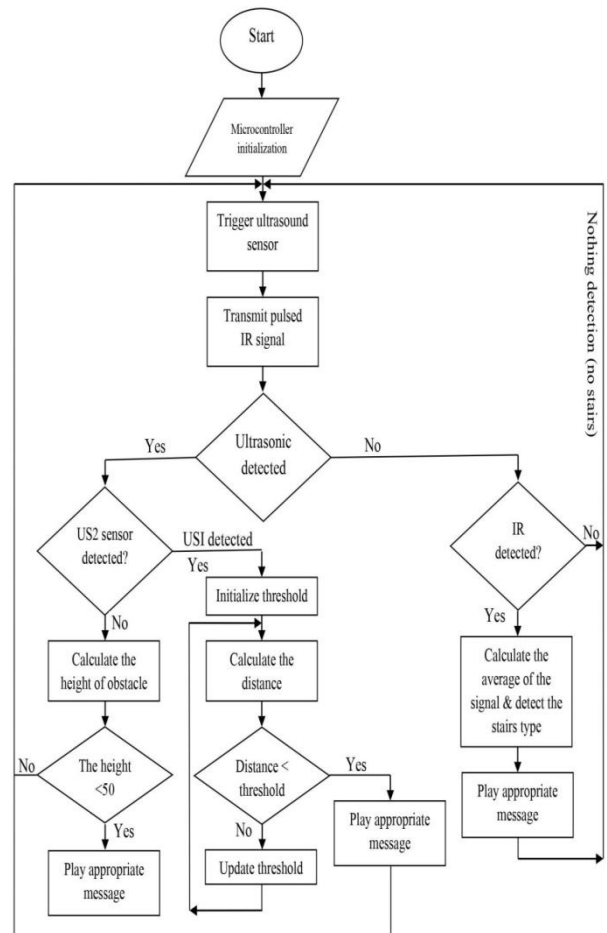 Start
Microcontroller
initialization
Trigger ultrasound
sensor
Transmit pulsed
IR signal
Nothing detection (no stairs)
Ultrasonic
detected
Yes
No
US2 sensor
detected?
USI detected
Yes
No
IR
detected?
No
Yes
Initialize threshold
Calculate the
height of obstacle
Calculate the
distance
Calculate the
average of the
signal & detect the
stairs type
No
The height
<50
Yes
Distance <
threshold
Yes
No
Play appropriate
message
Play appropriate
message
Play appropriate
message
Update threshold